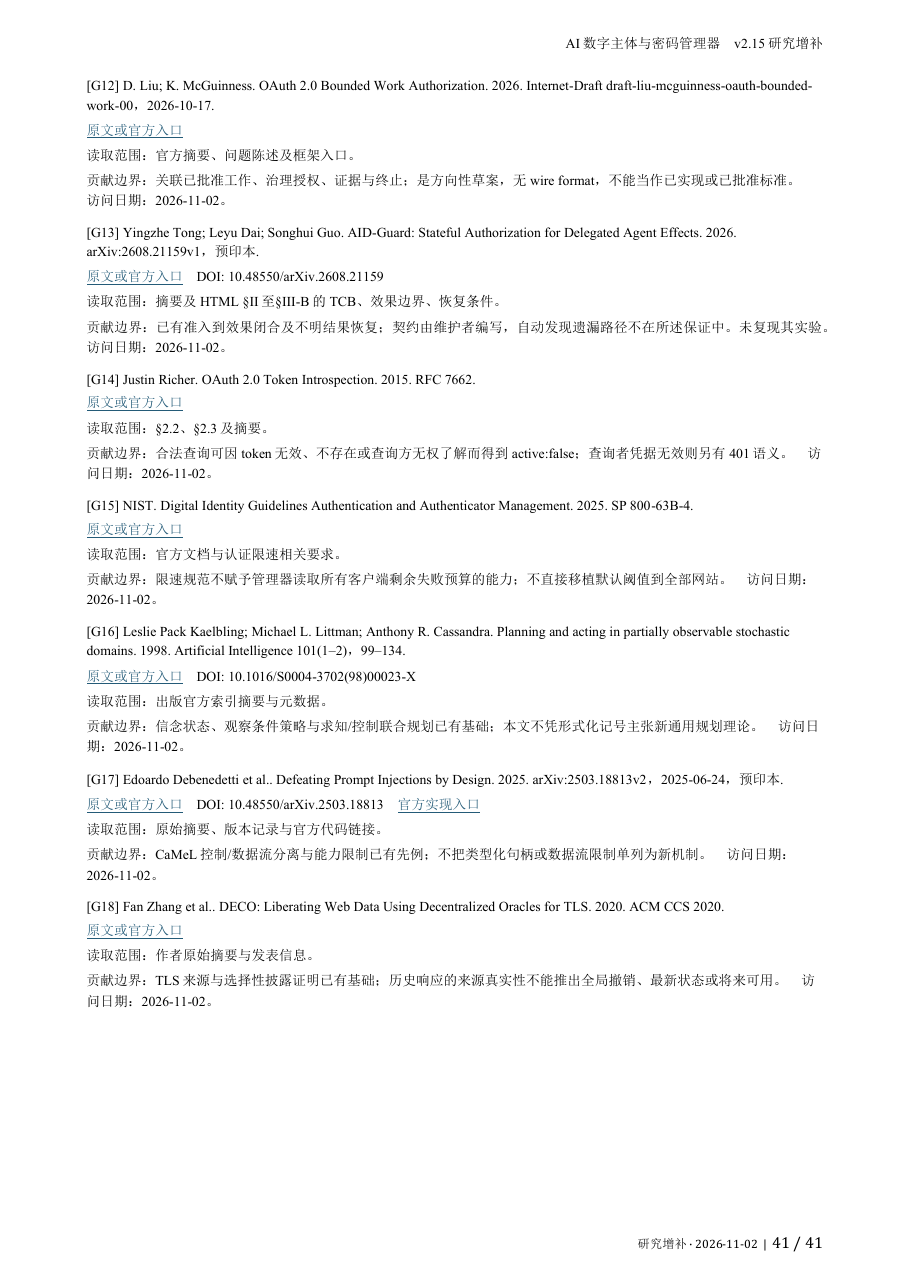 AI 数字主体与密码管理器 v2.15 研究增补
[G12] D. Liu; K. McGuinness. OAuth 2.0 Bounded Work Authorization. 2026. Internet-Draft draft-liu-mcguinness-oauth-bounded-
work-00，2026-10-17.
原文或官方入口
读取范围：官方摘要、问题陈述及框架入口。
贡献边界：关联已批准工作、治理授权、证据与终止；是方向性草案，无 wire format，不能当作已实现或已批准标准。
访问日期：2026-11-02。
[G13] Yingzhe Tong; Leyu Dai; Songhui Guo. AID-Guard: Stateful Authorization for Delegated Agent Effects. 2026.
arXiv:2608.21159v1，预印本.
原文或官方入口 DOI: 10.48550/arXiv.2608.21159
读取范围：摘要及 HTML §II 至§III-B 的 TCB、效果边界、恢复条件。
贡献边界：已有准入到效果闭合及不明结果恢复；契约由维护者编写，自动发现遗漏路径不在所述保证中。未复现其实验。
访问日期：2026-11-02。
[G14] Justin Richer. OAuth 2.0 Token Introspection. 2015. RFC 7662.
原文或官方入口
读取范围：§2.2、§2.3 及摘要。
贡献边界：合法查询可因 token 无效、不存在或查询方无权了解而得到 active:false；查询者凭据无效则另有 401 语义。 访
问日期：2026-11-02。
[G15] NIST. Digital Identity Guidelines Authentication and Authenticator Management. 2025. SP 800-63B-4.
原文或官方入口
读取范围：官方文档与认证限速相关要求。
贡献边界：限速规范不赋予管理器读取所有客户端剩余失败预算的能力；不直接移植默认阈值到全部网站。 访问日期：
2026-11-02。
[G16] Leslie Pack Kaelbling; Michael L. Littman; Anthony R. Cassandra. Planning and acting in partially observable stochastic
domains. 1998. Artificial Intelligence 101(1–2)，99–134.
原文或官方入口 DOI: 10.1016/S0004-3702(98)00023-X
读取范围：出版官方索引摘要与元数据。
贡献边界：信念状态、观察条件策略与求知/控制联合规划已有基础；本文不凭形式化记号主张新通用规划理论。 访问日
期：2026-11-02。
[G17] Edoardo Debenedetti et al.. Defeating Prompt Injections by Design. 2025. arXiv:2503.18813v2，2025-06-24，预印本.
原文或官方入口 DOI: 10.48550/arXiv.2503.18813 官方实现入口
读取范围：原始摘要、版本记录与官方代码链接。
贡献边界：CaMeL 控制/数据流分离与能力限制已有先例；不把类型化句柄或数据流限制单列为新机制。 访问日期：
2026-11-02。
[G18] Fan Zhang et al.. DECO: Liberating Web Data Using Decentralized Oracles for TLS. 2020. ACM CCS 2020.
原文或官方入口
读取范围：作者原始摘要与发表信息。
贡献边界：TLS 来源与选择性披露证明已有基础；历史响应的来源真实性不能推出全局撤销、最新状态或将来可用。 访
问日期：2026-11-02。
研究增补 · 2026-11-02 | 41 / 41